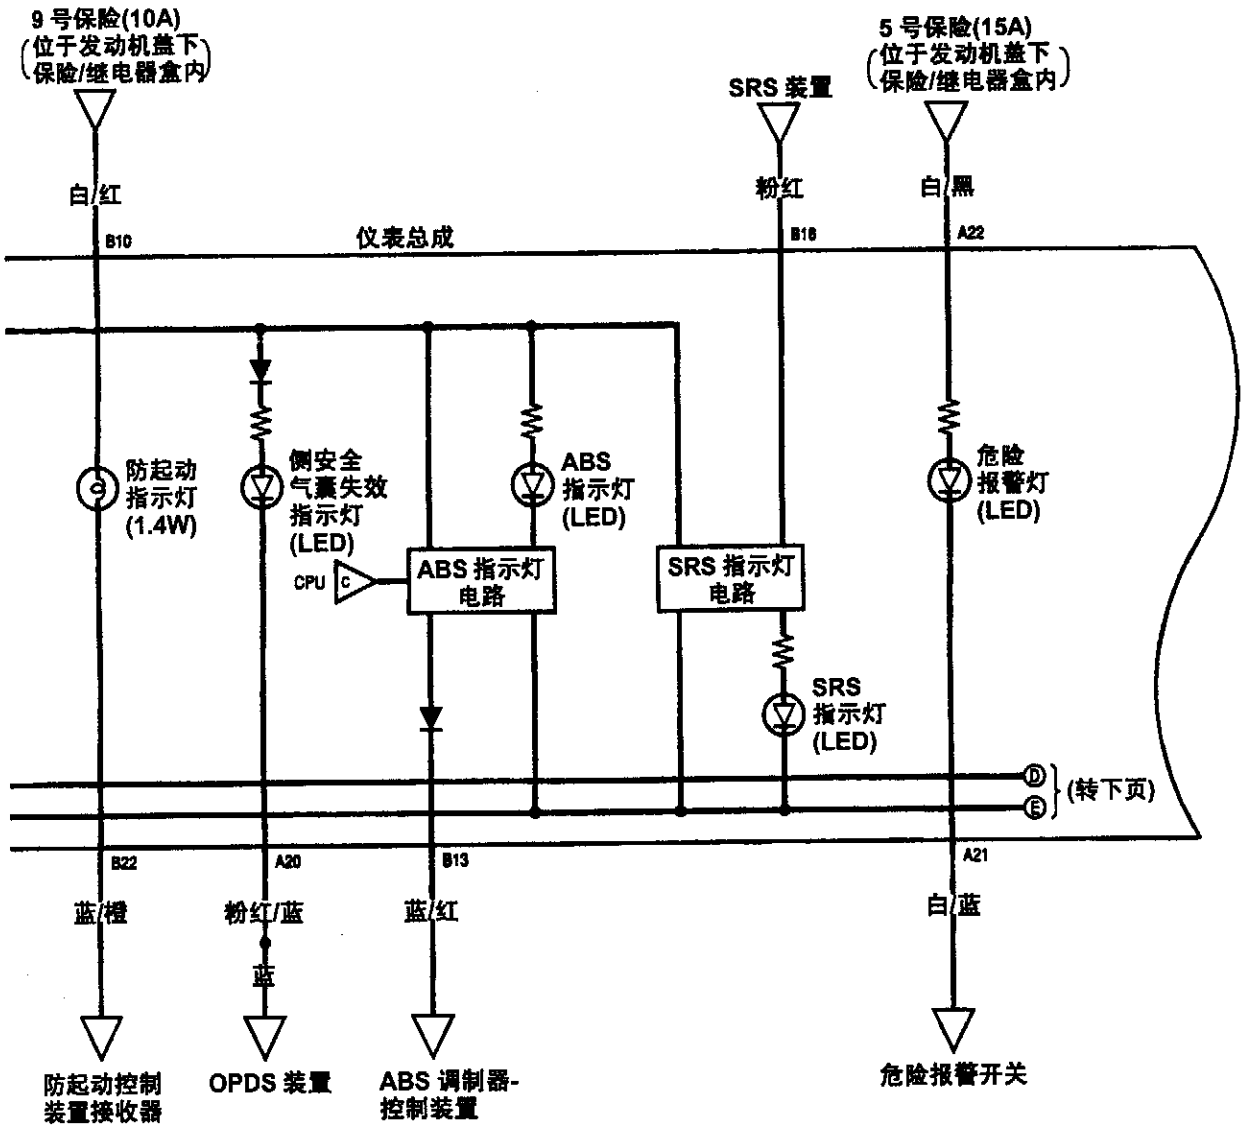 9 号保险(10A)
(位于发动机盖下
保险/继电器盒内)
5 号保险(15A)
(位于发动机盖下
保险/继电器盒内)
SRS 装置
白/红
粉红
白/黑
B10
仪表总成
B16
A22
防起动
指示灯
(1.4W)
侧安全
气囊失效
指示灯
(LED)
ABS
指示灯
(LED)
危险
报警灯
(LED)
CPU
C
ABS 指示灯
电路
SRS 指示灯
电路
SRS
指示灯
(LED)
D
E
(转下页)
B22
A20
B13
A21
蓝/橙
粉红/蓝
蓝/红
白/蓝
蓝
防起动控制
装置接收器
OPDS 装置
ABS 调制器-
控制装置
危险报警开关